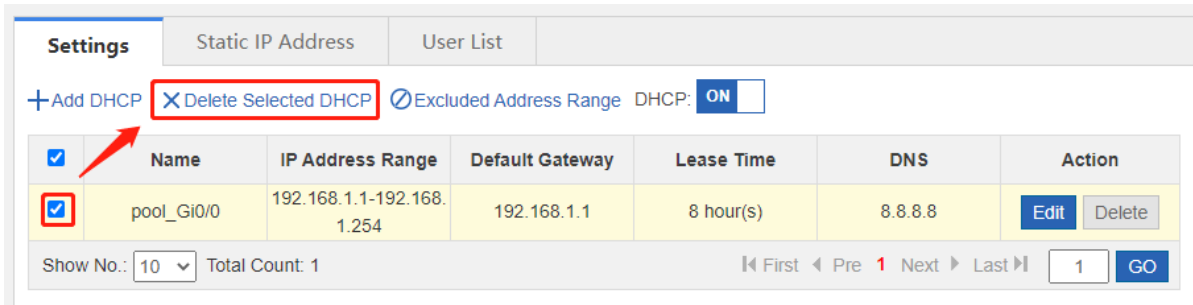 Settings Static IP Address User List
Add DHCP Delete Selected DHCP Excluded Address Range DHCP: ON
Name IP Address Range Default Gateway Lease Time DNS Action
pool_Gi0/0 192.168.1.1-192.168.
1.254 192.168.1.1 8 hour(s) 8.8.8.8 Edit Delete
Show No.: 10 Total Count: 1 First Pre 1 Next Last 1 GO